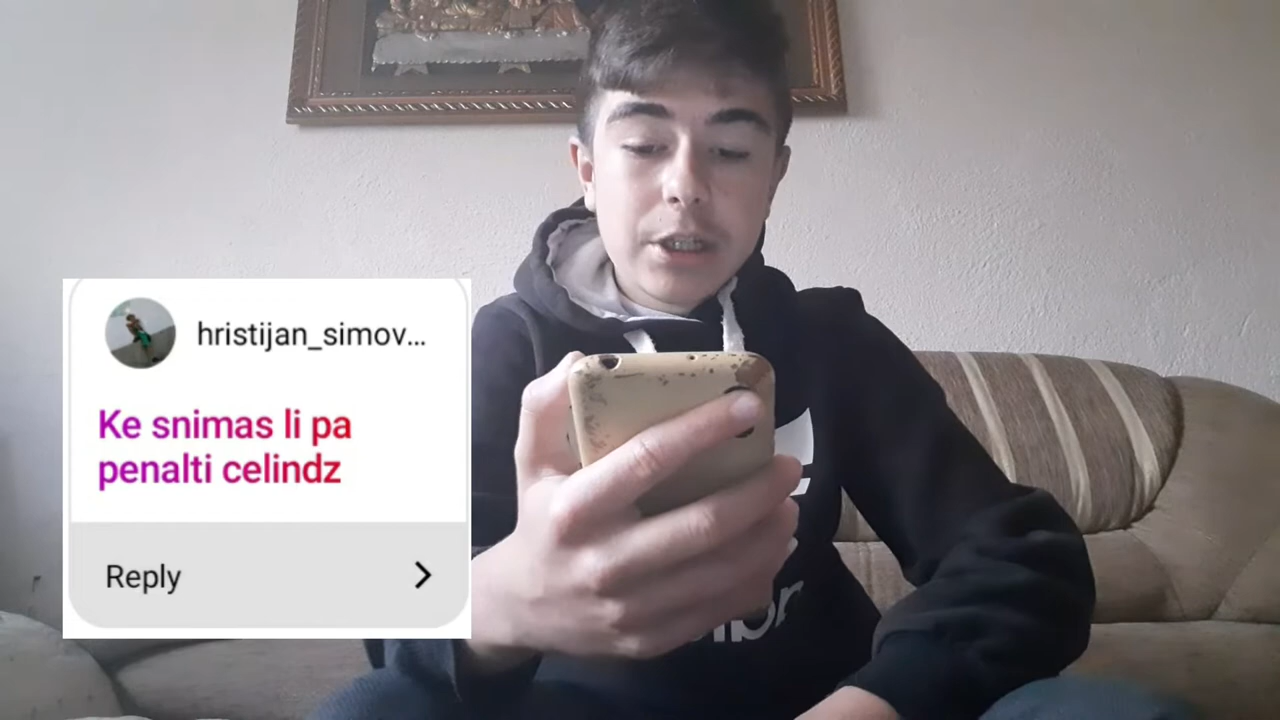 hristijan_simov...
Ke snimas li pa
penalti celindz
Reply